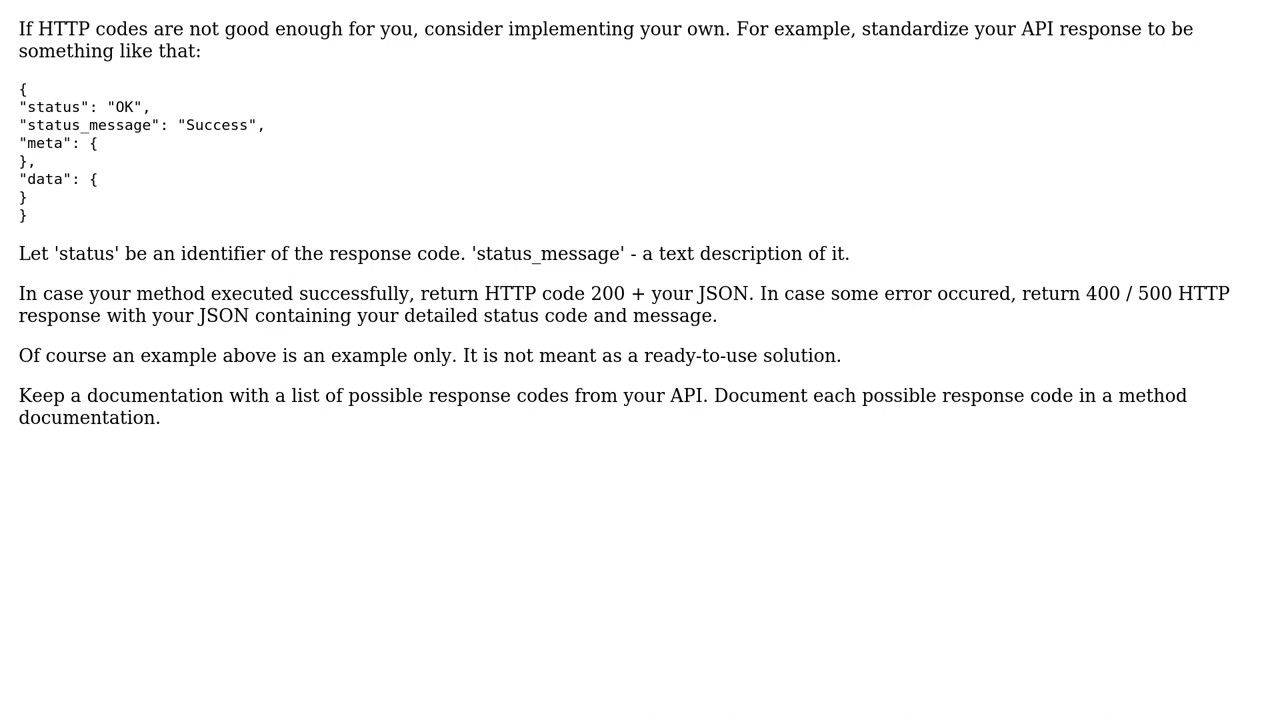 If HTTP codes are not good enough for you, consider implementing your own. For example, standardize your API response to be
something like that:
{
"status": "OK",
"status_message": "Success",
"meta": {
},
"data": {
}
}
Let 'status' be an identifier of the response code. 'status_message' - a text description of it.
In case your method executed successfully, return HTTP code 200 + your JSON. In case some error occured, return 400 / 500 HTTP
response with your JSON containing your detailed status code and message.
Of course an example above is an example only. It is not meant as a ready-to-use solution.
Keep a documentation with a list of possible response codes from your API. Document each possible response code in a method
documentation.